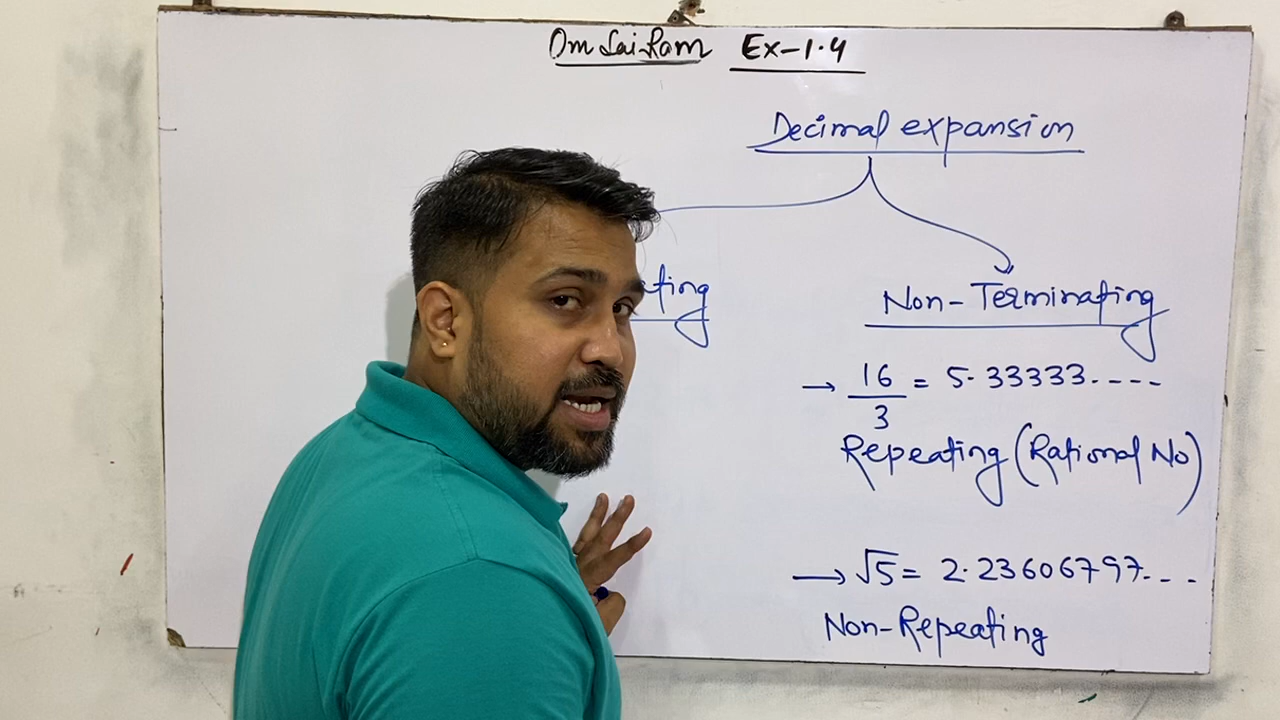 Om Sai Ram Ex-1.4
Decimal expansion
Non-Terminating
→ 16/3 = 5.33333.----
Repeating (Rational No)
→ √5 = 2.23606797.---
Non-Repeating